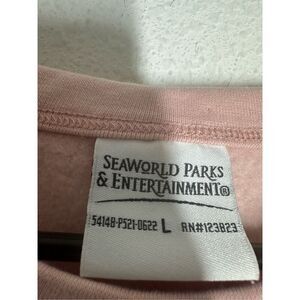 SEAWORLD PARKS
& ENTERTAINMENT®
54148-P521-0622 L RN#123823